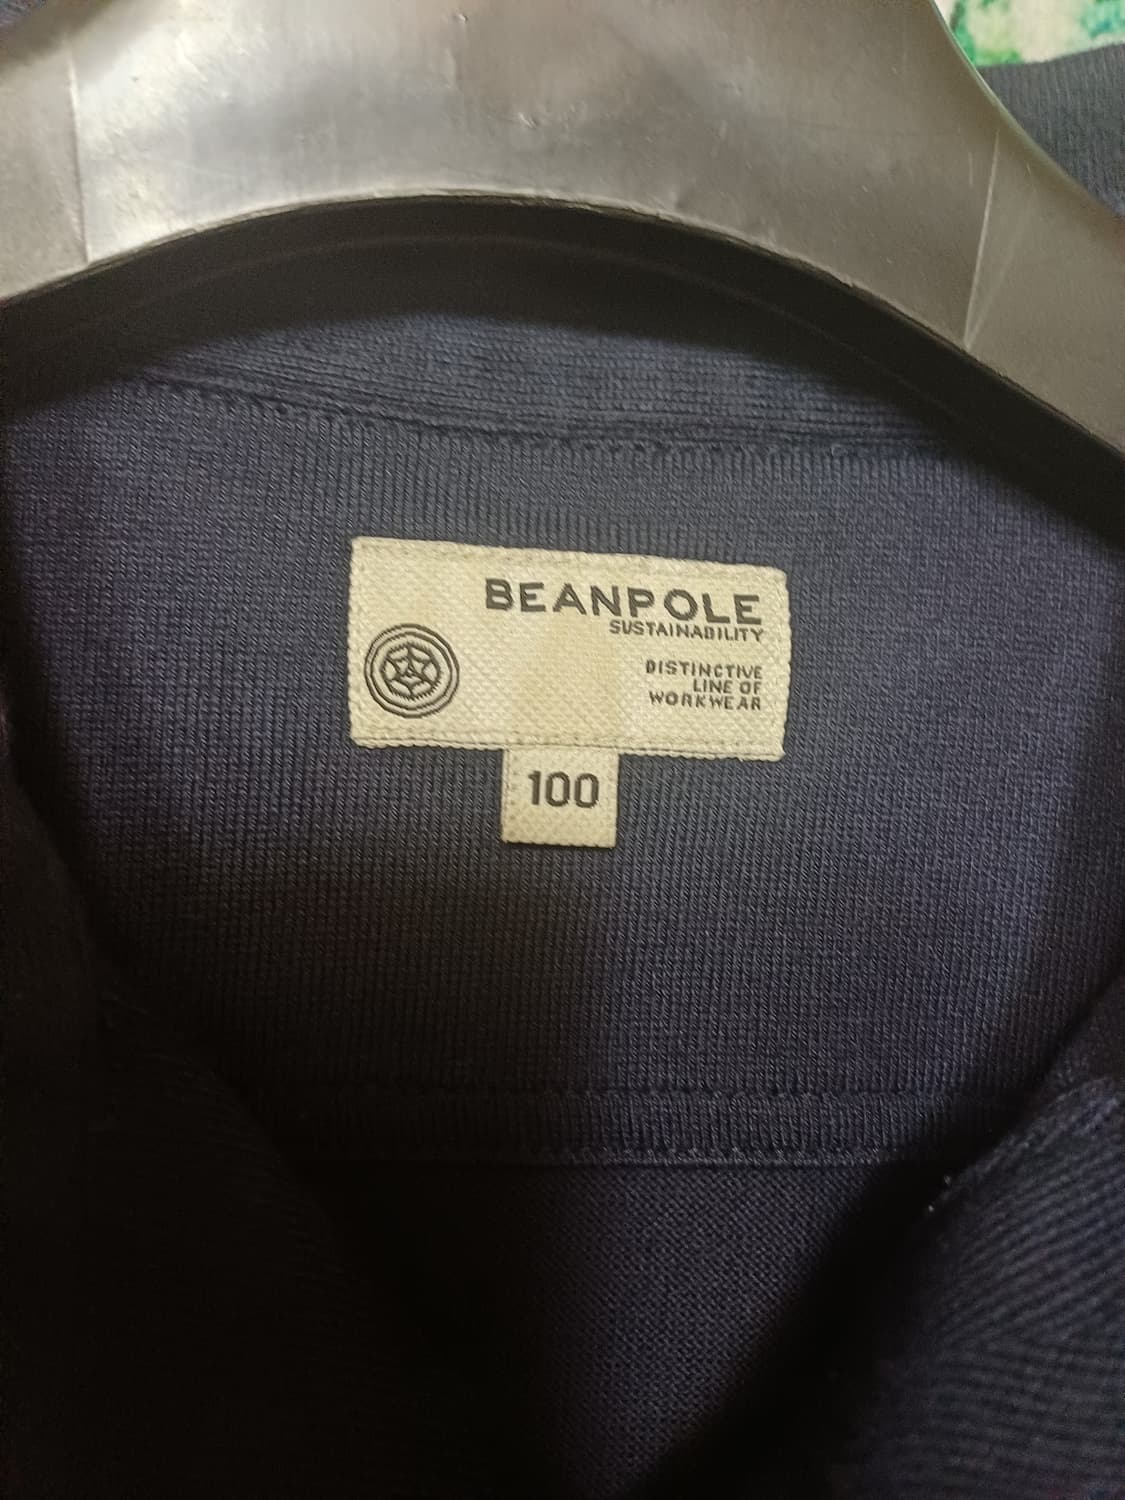 BEANPOLE
SUSTAINABILITY
DISTINCTIVE
LINE OF
WORKWEAR
100